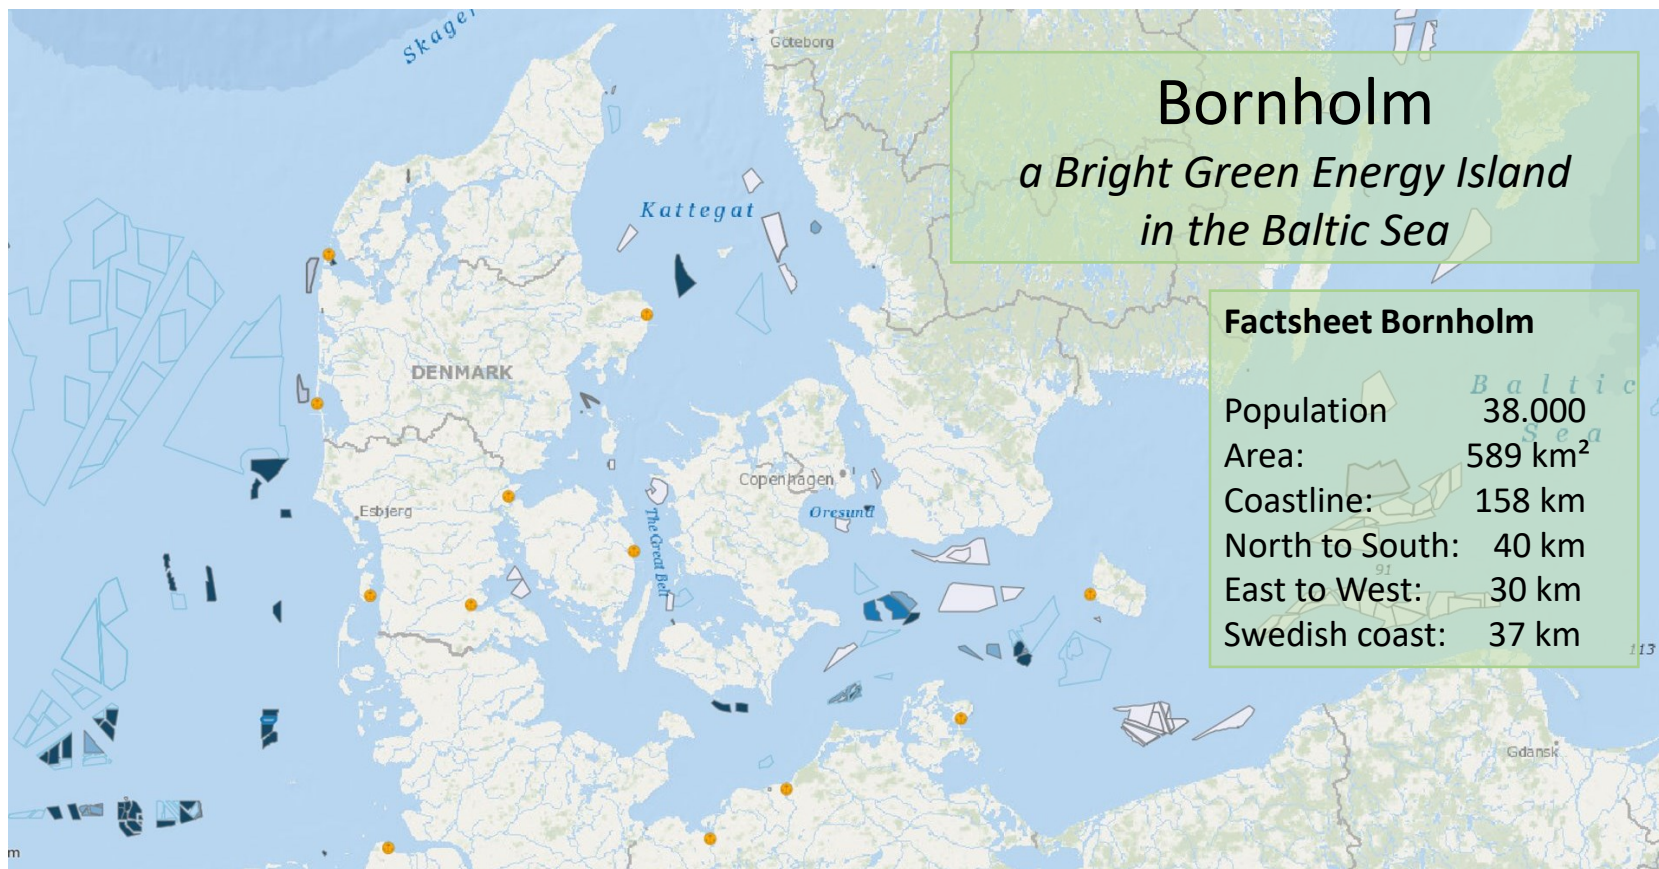 Skager
Göteborg
Bornholm
a Bright Green Energy Island
in the Baltic Sea
Kattegat
Factsheet Bornholm
DENMARK
Baltic
Sea
Population 38.000
Area: 589 km²
Coastline: 158 km
North to South: 40 km
East to West: 30 km
Swedish coast: 37 km
Copenhagen
Esbjerg
Oresund
The Great Belt
91
113
Gdansk
m